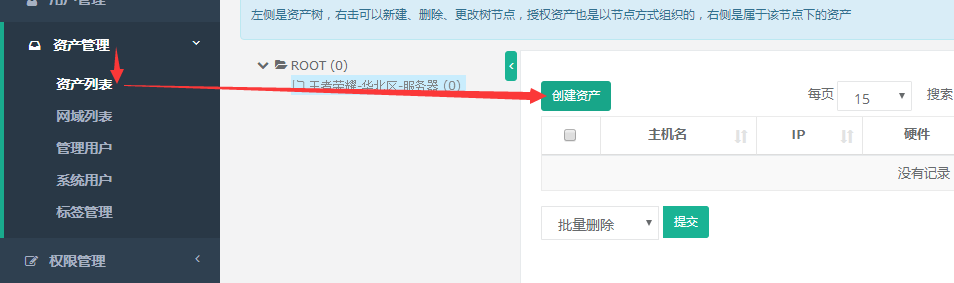 用户管理
左侧是资产树，右击可以新建、删除、更改树节点，授权资产也是以节点方式组织的，右侧是属于该节点下的资产
资产管理
资产列表
网域列表
管理用户
系统用户
标签管理
权限管理
ROOT (0)
王者荣耀-华北区-服务器 (0)
创建资产
每页 15 搜索
主机名 IP 硬件
没有记录
批量删除 提交